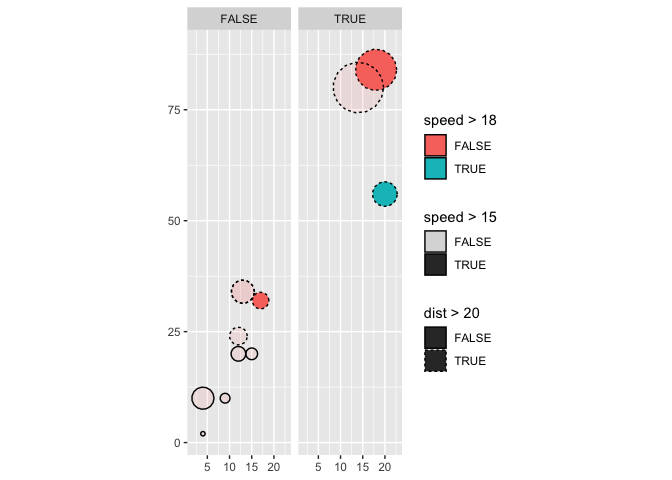 FALSE TRUE
75
50
25
0
5 10 15 20 5 10 15 20
speed > 18
FALSE
TRUE
speed > 15
FALSE
TRUE
dist > 20
FALSE
TRUE